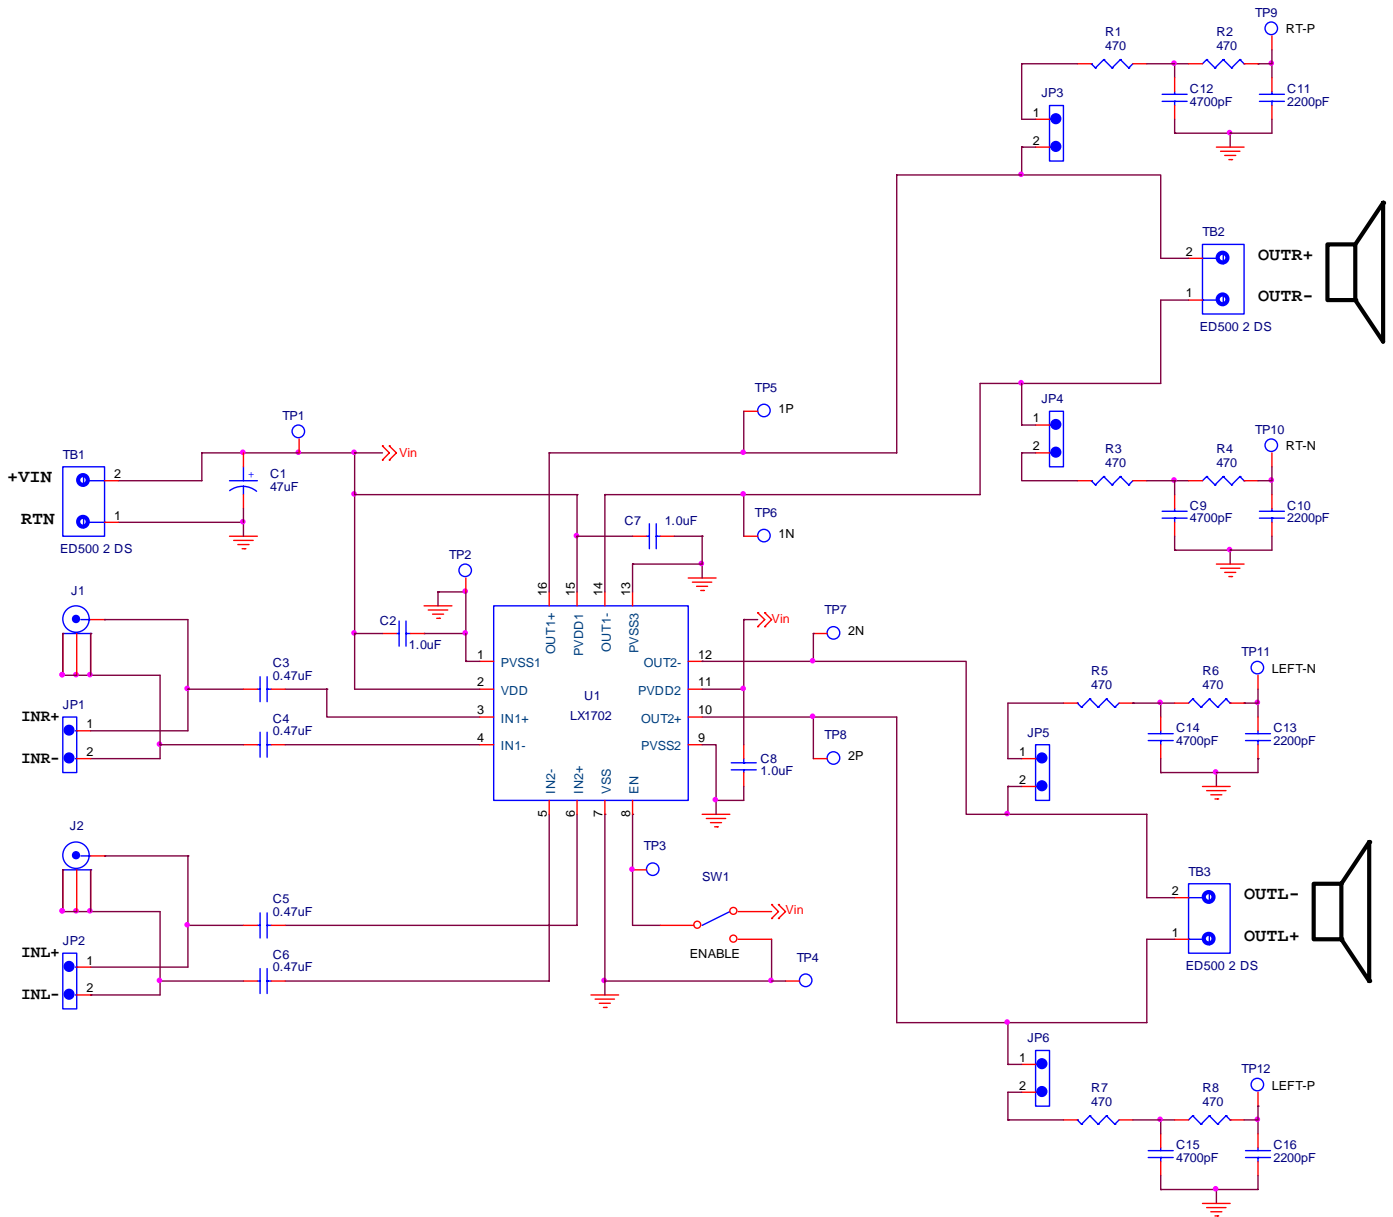 TP9
RT-P
R1
470
R2
470
JP3
1
2
C12
4700pF
C11
2200pF
TB2
2
1
OUTR+
OUTR-
ED500 2 DS
TP5
1P
JP4
1
2
TP10
RT-N
R3
470
R4
470
C9
4700pF
C10
2200pF
TP1
Vin
TB1
+VIN
2
RTN
1
ED500 2 DS
C1
+
47uF
C7
1.0uF
TP6
1N
TP2
C2
1.0uF
16
15
14
13
OUT1+
PVDD1
OUT1-
PVSS3
1
PVSS1
2
VDD
3
IN1+
4
IN1-
U1
LX1702
OUT2-
12
PVDD2
11
OUT2+
10
PVSS2
9
IN2-
IN2+
VSS
EN
5
6
7
8
Vin
TP7
2N
TP8
2P
C8
1.0uF
J1
C3
0.47uF
C4
0.47uF
JP1
INR+
1
INR-
2
TP11
LEFT-N
R5
470
R6
470
JP5
1
2
C14
4700pF
C13
2200pF
J2
C5
0.47uF
C6
0.47uF
JP2
INL+
1
INL-
2
TP3
SW1
Vin
ENABLE
TP4
TB3
2
1
OUTL-
OUTL+
ED500 2 DS
JP6
1
2
TP12
LEFT-P
R7
470
R8
470
C15
4700pF
C16
2200pF